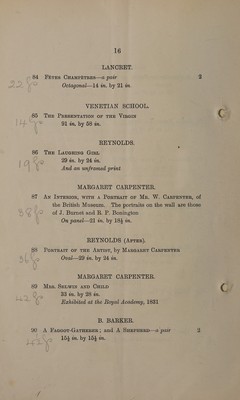 16
LANCRET.
84 FÊTES CHAMPETRES—a pair 2
Octagonal—14 in. by 21 in.
VENETIAN SCHOOL.
85 THE PRESENTATION OF THE VIRGIN
31 in. by 58 in.
REYNOLDS.
86 THE LAUGHING GIRL
29 in. by 24 in.
And an unframed print
MARGARET CARPENTER.
87 AN INTERIOR, WITH A PORTRAIT OF MR. W. CARPENTER, of
the British Museum. The portraits on the wall are those
of J. Burnet and R. P. Bonington
On panel—21 in. by 19½ in.
REYNOLDS (AFTER).
88 PORTRAIT OF THE ARTIST, by MARGARET CARPENTER
Oval—29 in. by 24 in.
MARGARET CARPENTER.
89 MRS. SELWIN AND CHILD
33 in. by 28 in.
Exhibited at the Royal Academy, 1831
B. BARKER.
90 A FAGGOT-GATHERER; and A SHEPHERD—a pair 2
15½ in. by 15½ in.